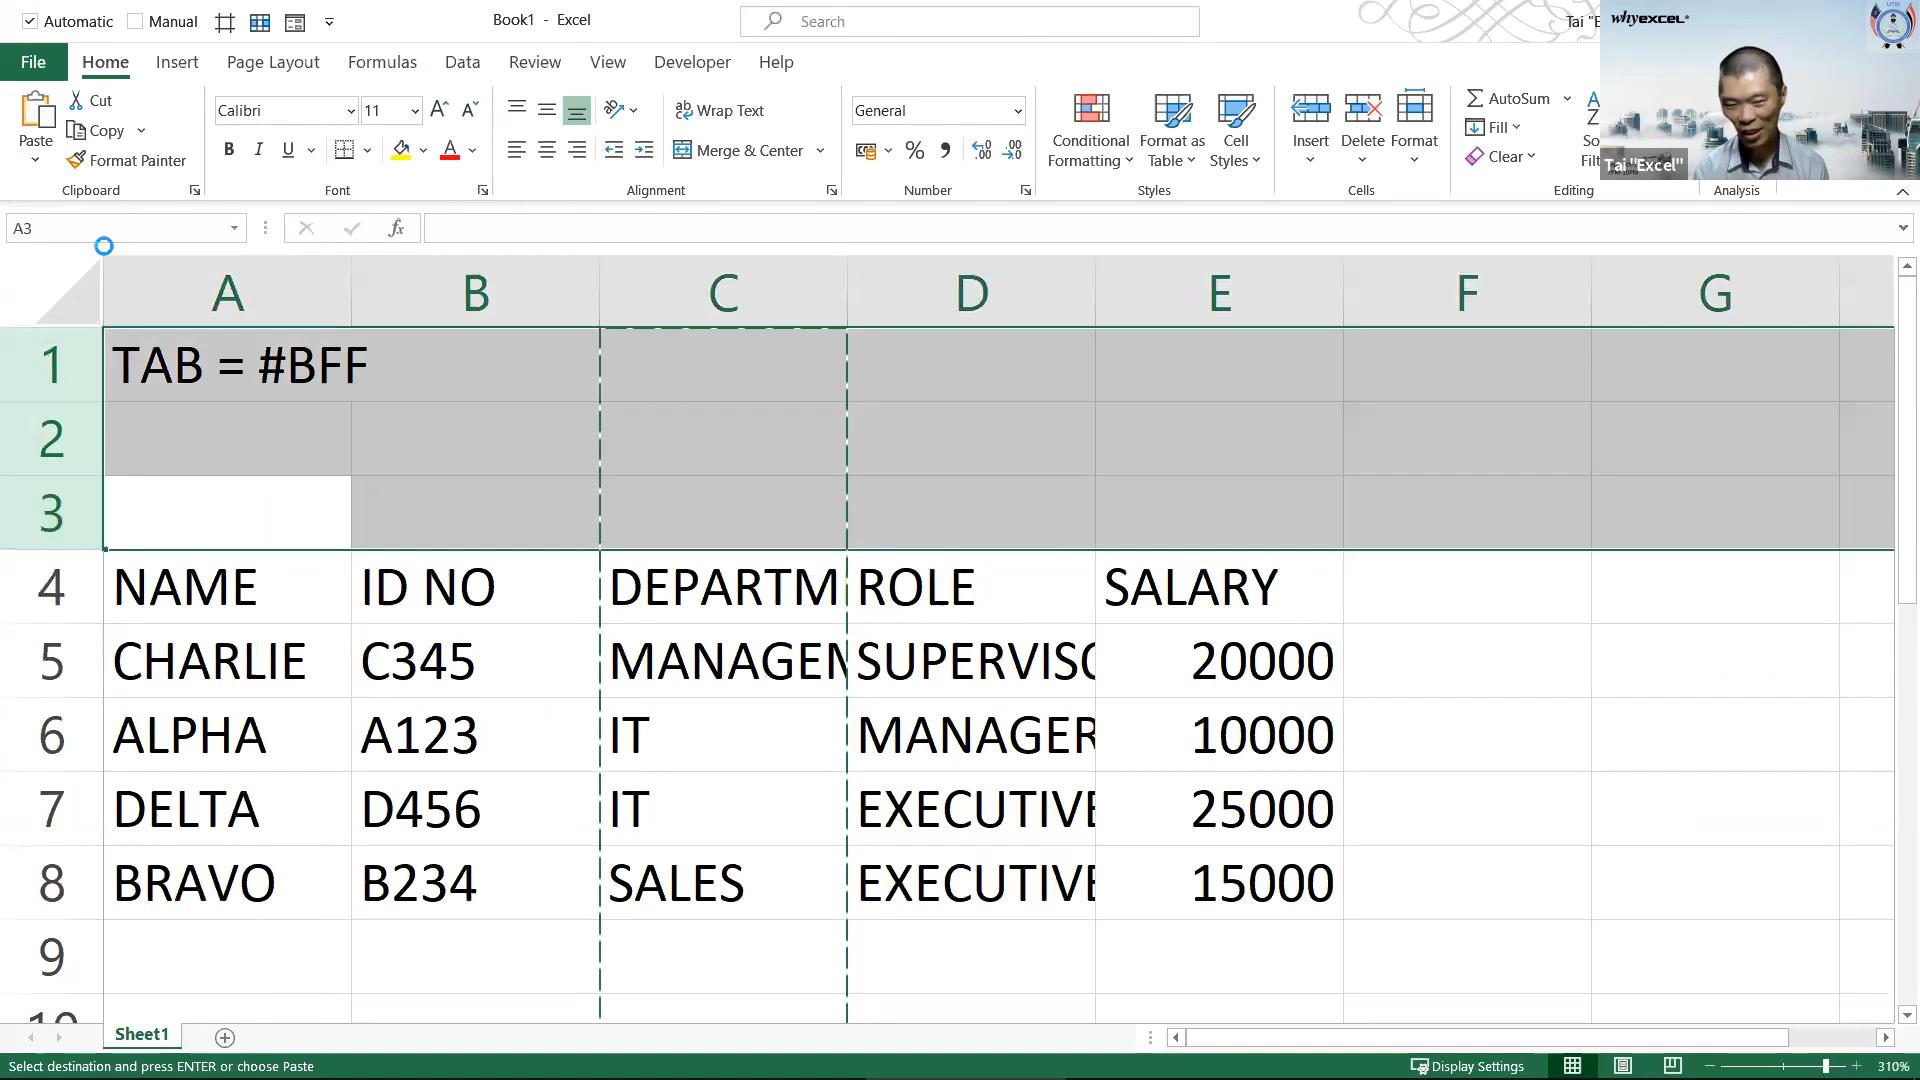 Automatic Manual Book1 - Excel Search Tai "E
whyexcel UTM
File Home Insert Page Layout Formulas Data Review View Developer Help
Paste Cut Copy Format Painter Clipboard
Calibri 11 A A B I U A Font
ab Wrap Text Merge & Center Alignment
General % , .00 Number
Conditional Formatting Format as Table Cell Styles Styles
Insert Delete Format Cells
AutoSum Fill Clear Editing
Analysis
Tai "Excel"
A3 fx
A B C D E F G
1 TAB = #BFF
2
3
4 NAME ID NO DEPARTM ROLE SALARY
5 CHARLIE C345 MANAGEM SUPERVISO 20000
6 ALPHA A123 IT MANAGER 10000
7 DELTA D456 IT EXECUTIVE 25000
8 BRAVO B234 SALES EXECUTIVE 15000
9
10
Sheet1
Select destination and press ENTER or choose Paste Display Settings 310%